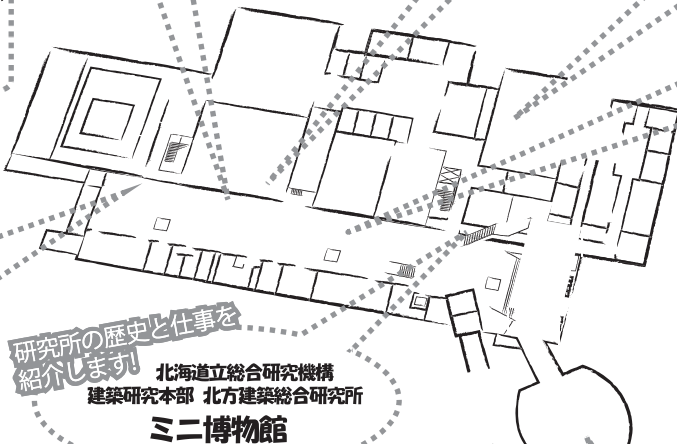 研究所の歴史と仕事を
紹介します!
北海道立総合研究機構
建築研究本部 北方建築総合研究所
ミニ博物館